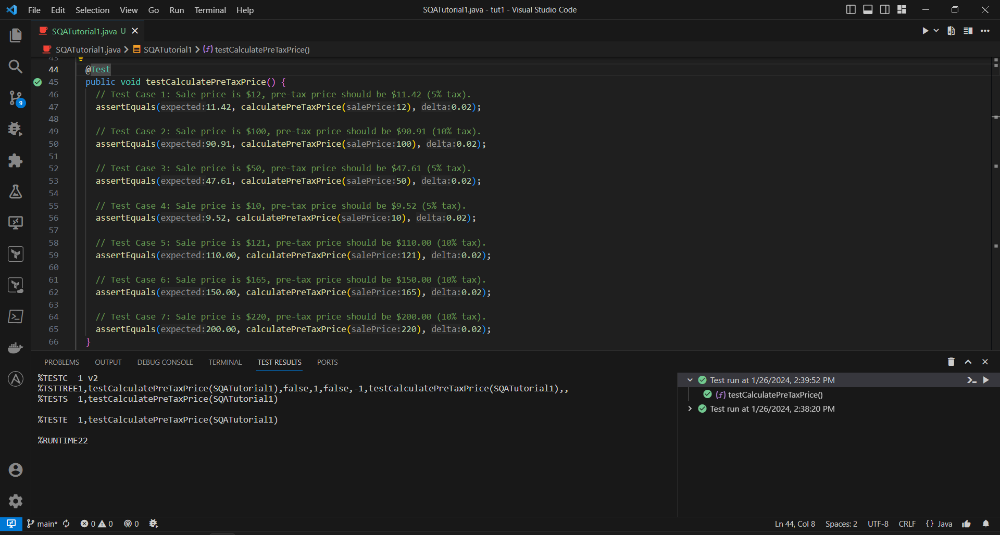 File Edit Selection View Go Run Terminal Help
SQATutorial1.java - tut1 - Visual Studio Code
SQATutorial1.java U
SQATutorial1.java > SQATutorial1 > testCalculatePreTaxPrice()
43
44 @Test
45 public void testCalculatePreTaxPrice() {
46 // Test Case 1: Sale price is $12, pre-tax price should be $11.42 (5% tax).
47 assertEquals(expected:11.42, calculatePreTaxPrice(salePrice:12), delta:0.02);
48
49 // Test Case 2: Sale price is $100, pre-tax price should be $90.91 (10% tax).
50 assertEquals(expected:90.91, calculatePreTaxPrice(salePrice:100), delta:0.02);
51
52 // Test Case 3: Sale price is $50, pre-tax price should be $47.61 (5% tax).
53 assertEquals(expected:47.61, calculatePreTaxPrice(salePrice:50), delta:0.02);
54
55 // Test Case 4: Sale price is $10, pre-tax price should be $9.52 (5% tax).
56 assertEquals(expected:9.52, calculatePreTaxPrice(salePrice:10), delta:0.02);
57
58 // Test Case 5: Sale price is $121, pre-tax price should be $110.00 (10% tax).
59 assertEquals(expected:110.00, calculatePreTaxPrice(salePrice:121), delta:0.02);
60
61 // Test Case 6: Sale price is $165, pre-tax price should be $150.00 (10% tax).
62 assertEquals(expected:150.00, calculatePreTaxPrice(salePrice:165), delta:0.02);
63
64 // Test Case 7: Sale price is $220, pre-tax price should be $200.00 (10% tax).
65 assertEquals(expected:200.00, calculatePreTaxPrice(salePrice:220), delta:0.02);
66 }
9
PROBLEMS OUTPUT DEBUG CONSOLE TERMINAL TEST RESULTS PORTS
%TESTC 1 v2
%TSTTREE1,testCalculatePreTaxPrice(SQATutorial1),false,1,false,-1,testCalculatePreTaxPrice(SQATutorial1),,
%TESTS 1,testCalculatePreTaxPrice(SQATutorial1)
%TESTE 1,testCalculatePreTaxPrice(SQATutorial1)
%RUNTIME22
Test run at 1/26/2024, 2:39:52 PM
testCalculatePreTaxPrice()
Test run at 1/26/2024, 2:38:20 PM
main* 0 0 0
Ln 44, Col 8 Spaces: 2 UTF-8 CRLF {} Java